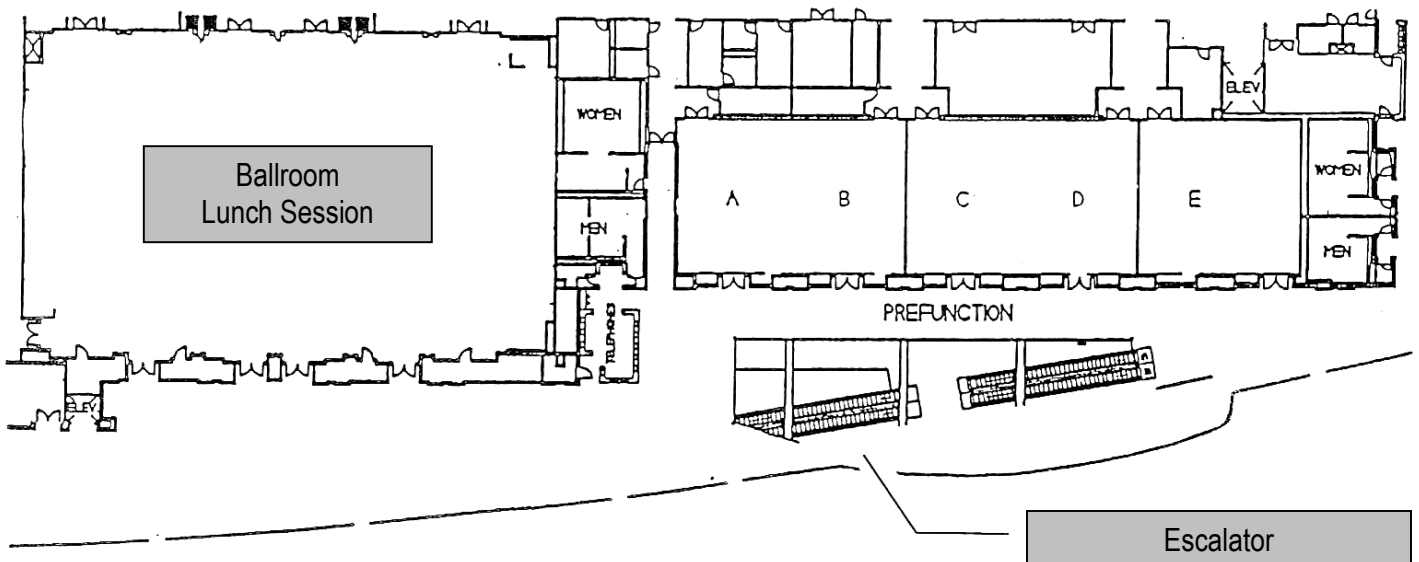 ELEV
WOMEN
Ballroom
Lunch Session
WOMEN
A B C D E
MEN
MEN
PREFUNCTION
TELEPHONES
ELEV
Escalator